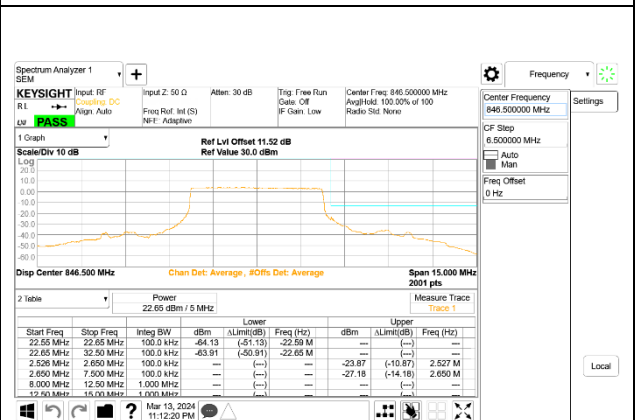 Spectrum Analyzer 1
SEM
+
Frequency
KEYSIGHT
Input: RF
Coupling: DC
Align: Auto
Input Z: 50 Ω
Freq Ref: Int (S)
NFE: Adaptive
Atten: 30 dB
Trig: Free Run
Gate: Off
IF Gain: Low
Center Freq: 846.500000 MHz
Avg|Hold: 100.00% of 100
Radio Std: None
RL
PASS
Center Frequency
846.500000 MHz
Settings
CF Step
6.500000 MHz
Auto
Man
Freq Offset
0 Hz
1 Graph
Scale/Div 10 dB
Ref Lvl Offset 11.52 dB
Ref Value 30.0 dBm
Log
20.0
10.0
0.00
-10.0
-20.0
-30.0
-40.0
-50.0
-60.0
Disp Center 846.500 MHz
Chan Det: Average , #Offs Det: Average
Span 15.000 MHz
2001 pts
2 Table
Power
22.65 dBm / 5 MHz
Measure Trace
Trace 1
Lower Upper
Start Freq Stop Freq Integ BW dBm ΔLimit(dB) Freq (Hz) dBm ΔLimit(dB) Freq (Hz)
22.55 MHz 22.65 MHz 100.0 kHz -64.13 (-51.13) -22.59 M --- (---) ---
22.65 MHz 32.50 MHz 100.0 kHz -63.91 (-50.91) -22.65 M --- (---) ---
2.526 MHz 2.650 MHz 100.0 kHz --- (---) --- -23.87 (-10.87) 2.527 M
2.650 MHz 7.500 MHz 100.0 kHz --- (---) --- -27.18 (-14.18) 2.650 M
8.000 MHz 12.50 MHz 1.000 MHz --- (---) --- --- (---) ---
12.50 MHz 15.00 MHz 1.000 MHz --- (---) --- --- (---) ---
Local
?
Mar 13, 2024
11:12:20 PM